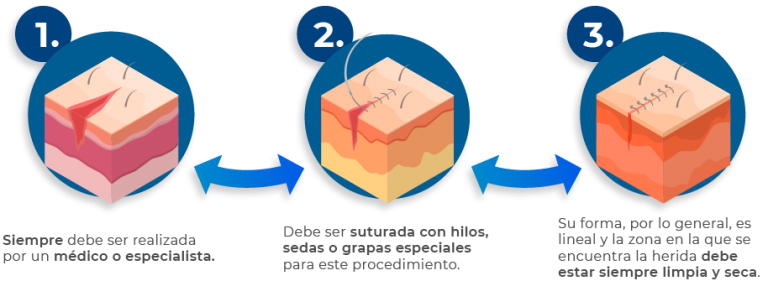 1.
Siempre debe ser realizada
por un médico o especialista.
2.
Debe ser suturada con hilos,
sedas o grapas especiales
para este procedimiento.
3.
Su forma, por lo general, es
lineal y la zona en la que se
encuentra la herida debe
estar siempre limpia y seca.